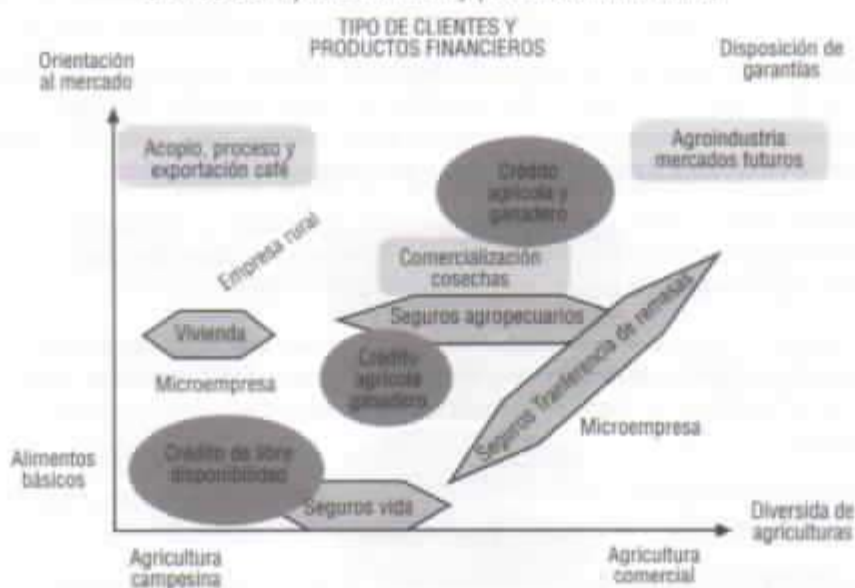 TIPO DE CLIENTES Y
PRODUCTOS FINANCIEROS
Orientación
al mercado
Disposición de
garantías
Acopio, proceso y
exportación café
Crédito
agrícola y
ganadero
Agroindustria
mercados futuros
Empresa rural
Comercialización
cosechas
Seguros agropecuarios
Vivienda
Crédito
agrícola
ganadero
Microempresa
Seguros Tranferencia de remesas
Microempresa
Alimentos
básicos
Crédito de libre
disponibilidad
Seguros vida
Diversida de
agriculturas
Agricultura
campesina
Agricultura
comercial